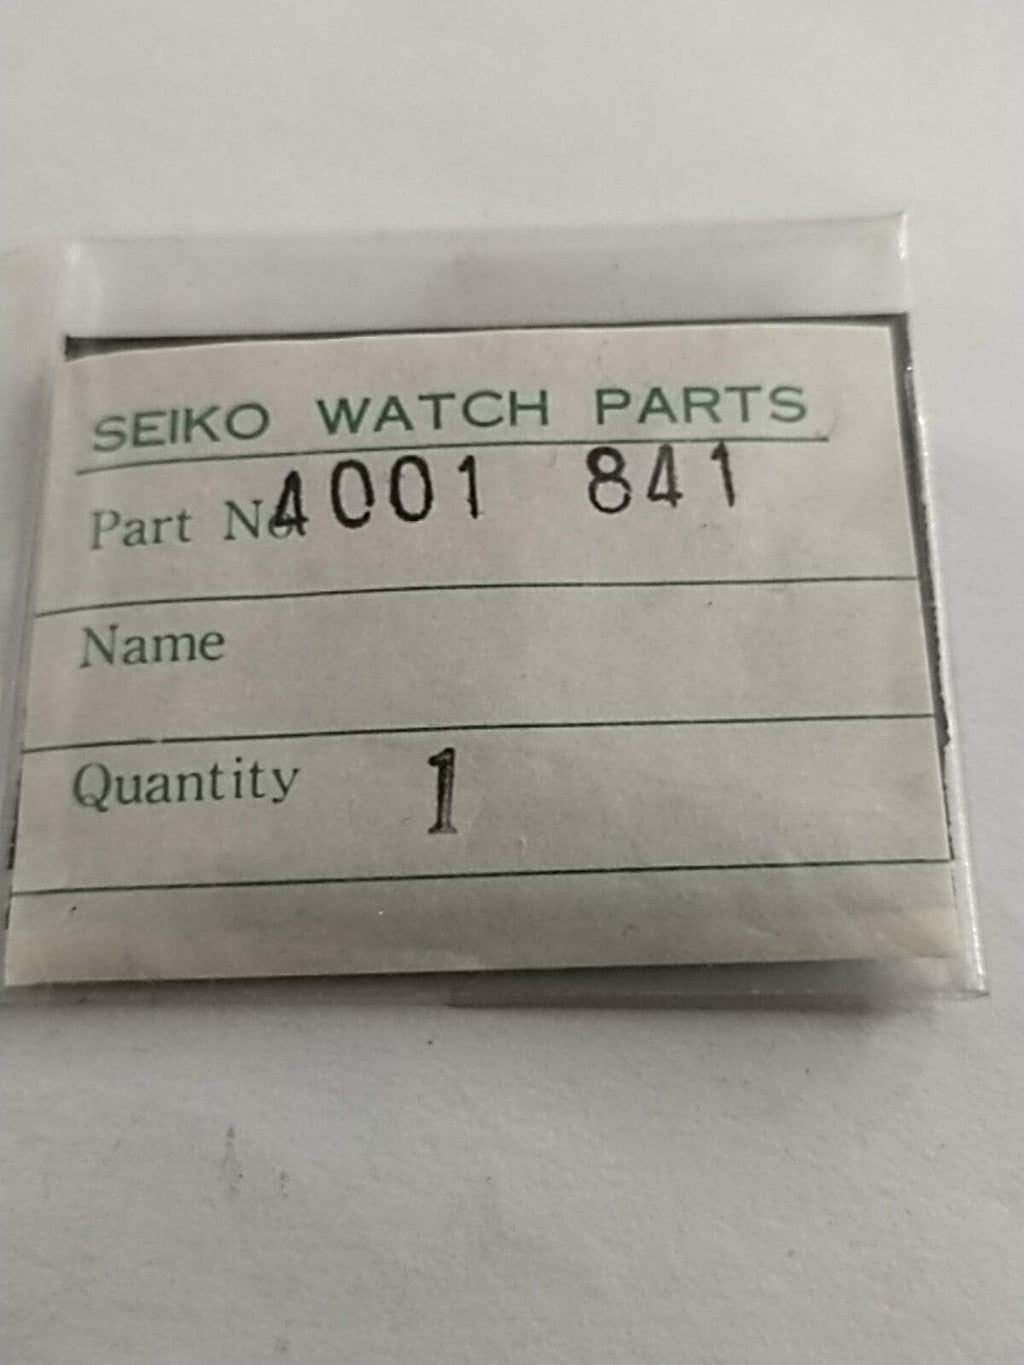 SEIKO WATCH PARTS
Part No. 4001 841
Name
Quantity 1